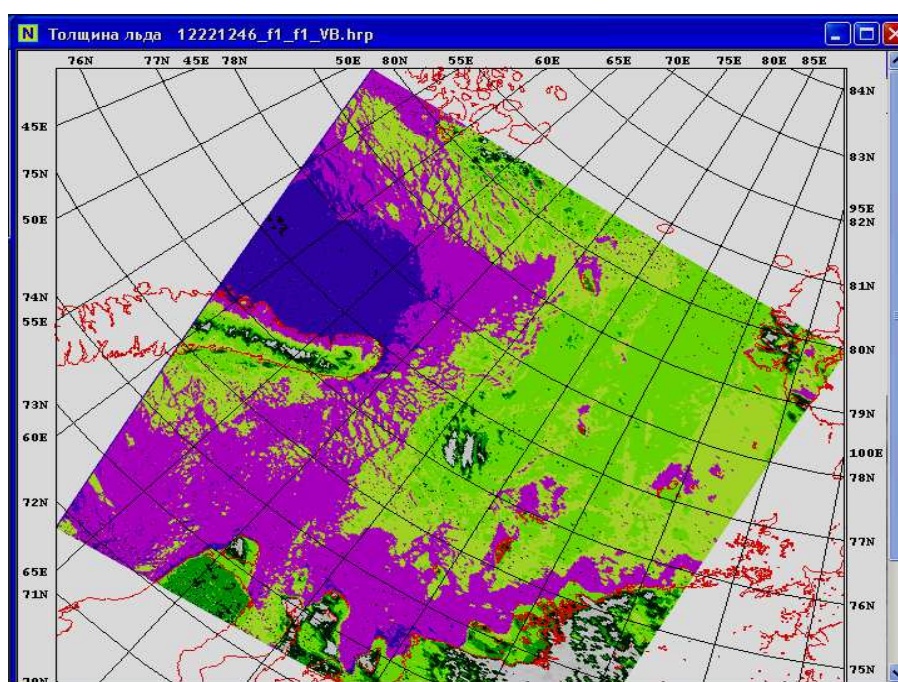 N Толщина льда 12221246_f1_f1_VB.hrp
76N 77N 45E 78N 50E 80N 55E 60E 65E 70E 75E 80E 85E
45E
75N
50E
74N
55E
73N
60E
72N
65E
71N
84N
83N
95E
82N
81N
80N
79N
100E
78N
77N
76N
75N